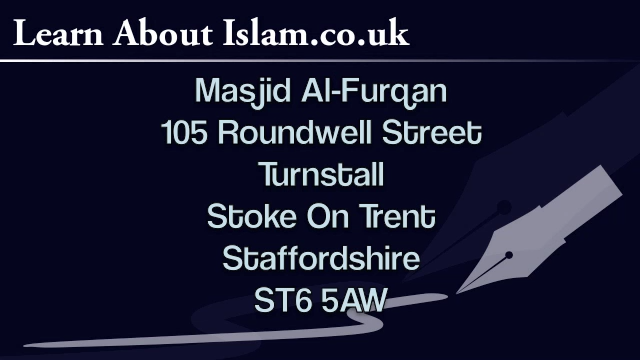 Learn About Islam.co.uk
Masjid Al-Furqan
105 Roundwell Street
Turnstall
Stoke On Trent
Staffordshire
ST6 5AW